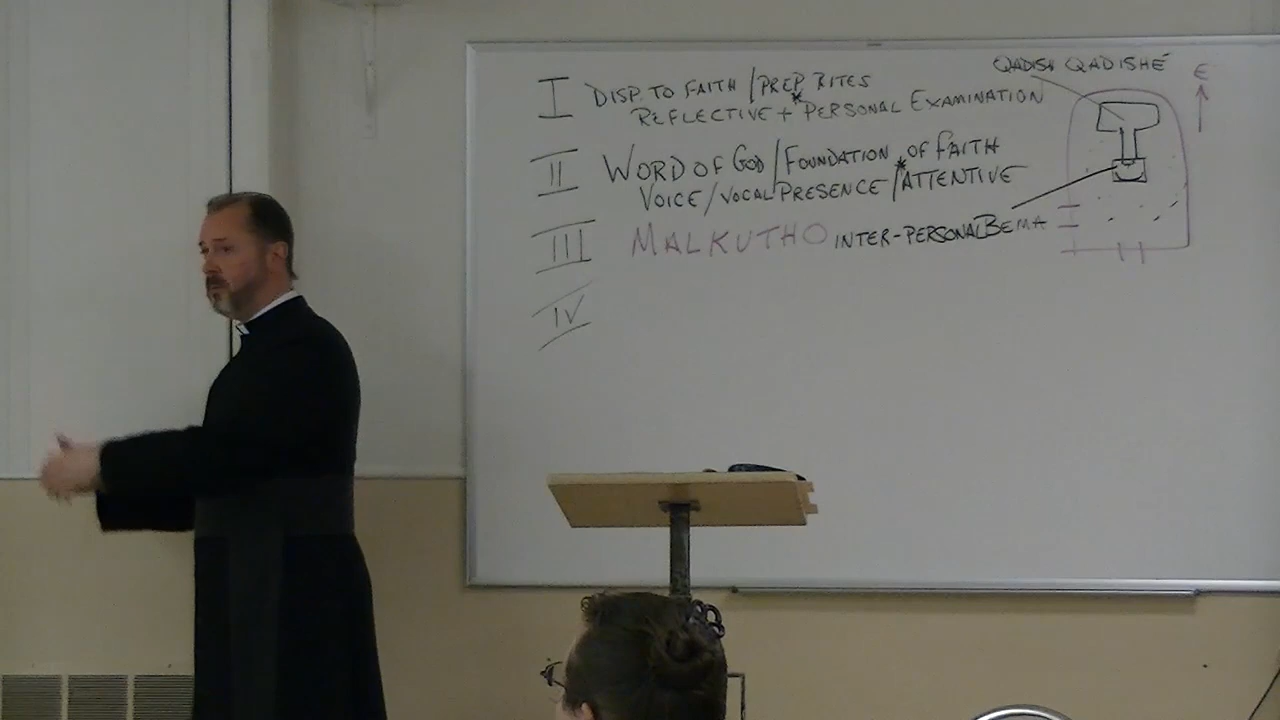 QADISH QADISHE
E
I DISP. TO FAITH / PREP RITES
* REFLECTIVE + PERSONAL EXAMINATION
II WORD OF GOD / FOUNDATION OF FAITH
VOICE / VOCAL PRESENCE / * ATTENTIVE
III MALKUTHO INTER-PERSONAL BEMA
IV